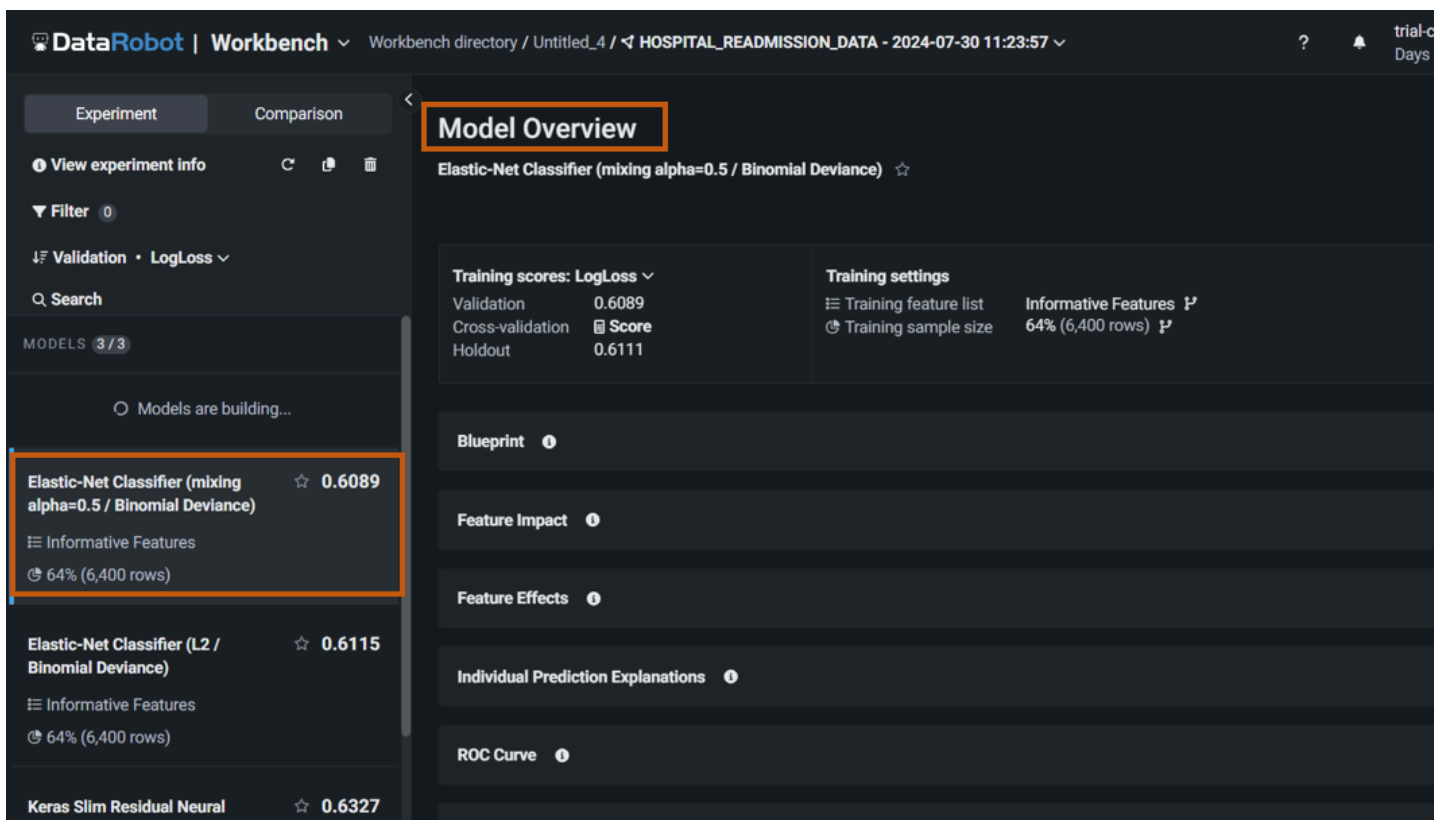 DataRobot | Workbench
Workbench directory / Untitled_4 / HOSPITAL_READMISSION_DATA - 2024-07-30 11:23:57
?
trial-c
Days
Experiment
Comparison
View experiment info
Filter 0
Validation • LogLoss
Search
MODELS 3/3
Models are building...
Elastic-Net Classifier (mixing
alpha=0.5 / Binomial Deviance)
0.6089
Informative Features
64% (6,400 rows)
Elastic-Net Classifier (L2 /
Binomial Deviance)
0.6115
Informative Features
64% (6,400 rows)
Keras Slim Residual Neural
0.6327
Model Overview
Elastic-Net Classifier (mixing alpha=0.5 / Binomial Deviance)
Training scores: LogLoss
Validation 0.6089
Cross-validation Score
Holdout 0.6111
Training settings
Training feature list Informative Features
Training sample size 64% (6,400 rows)
Blueprint
Feature Impact
Feature Effects
Individual Prediction Explanations
ROC Curve